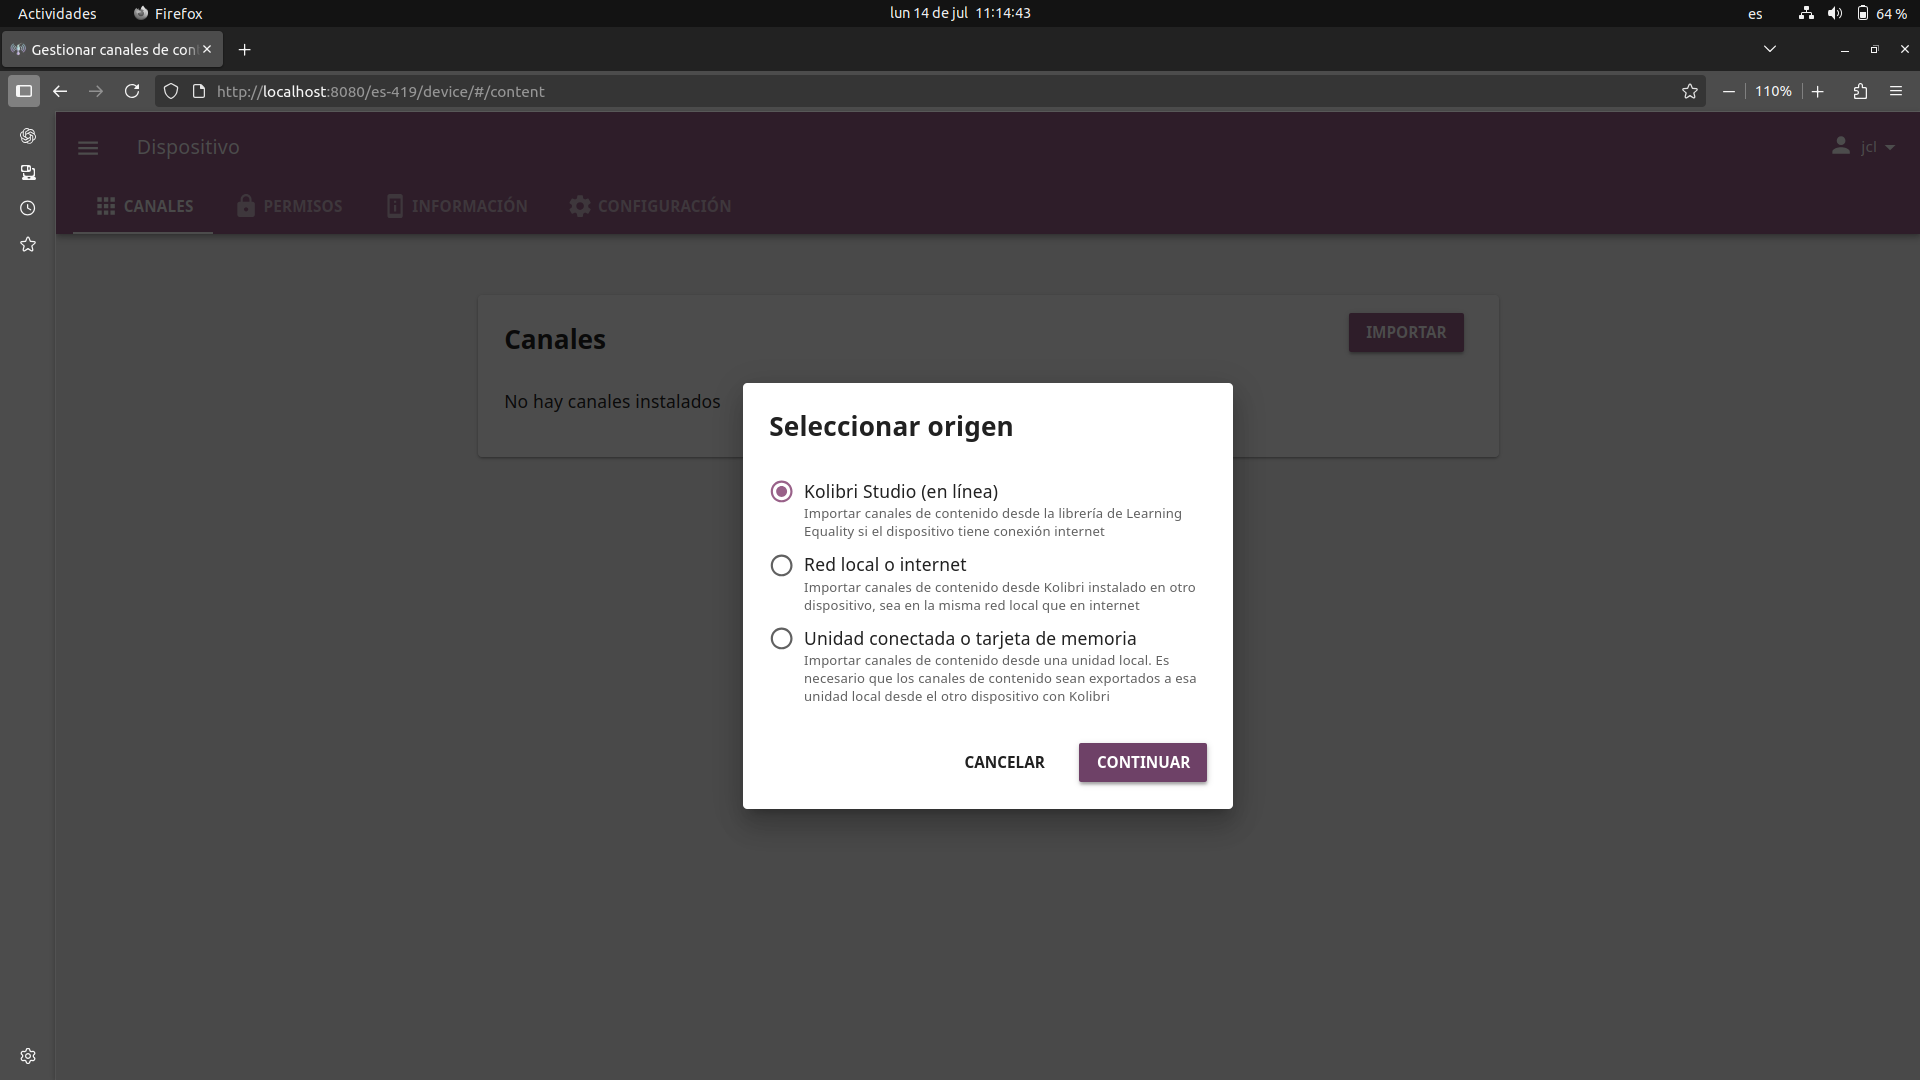 Actividades
Firefox
lun 14 de jul 11:14:43
es
64 %
Gestionar canales de con
http://localhost:8080/es-419/device/#/content
110%
Dispositivo
jcl
CANALES
PERMISOS
INFORMACIÓN
CONFIGURACIÓN
Canales
IMPORTAR
No hay canales instalados
Seleccionar origen
Kolibri Studio (en línea)
Importar canales de contenido desde la librería de Learning
Equality si el dispositivo tiene conexión internet
Red local o internet
Importar canales de contenido desde Kolibri instalado en otro
dispositivo, sea en la misma red local que en internet
Unidad conectada o tarjeta de memoria
Importar canales de contenido desde una unidad local. Es
necesario que los canales de contenido sean exportados a esa
unidad local desde el otro dispositivo con Kolibri
CANCELAR
CONTINUAR